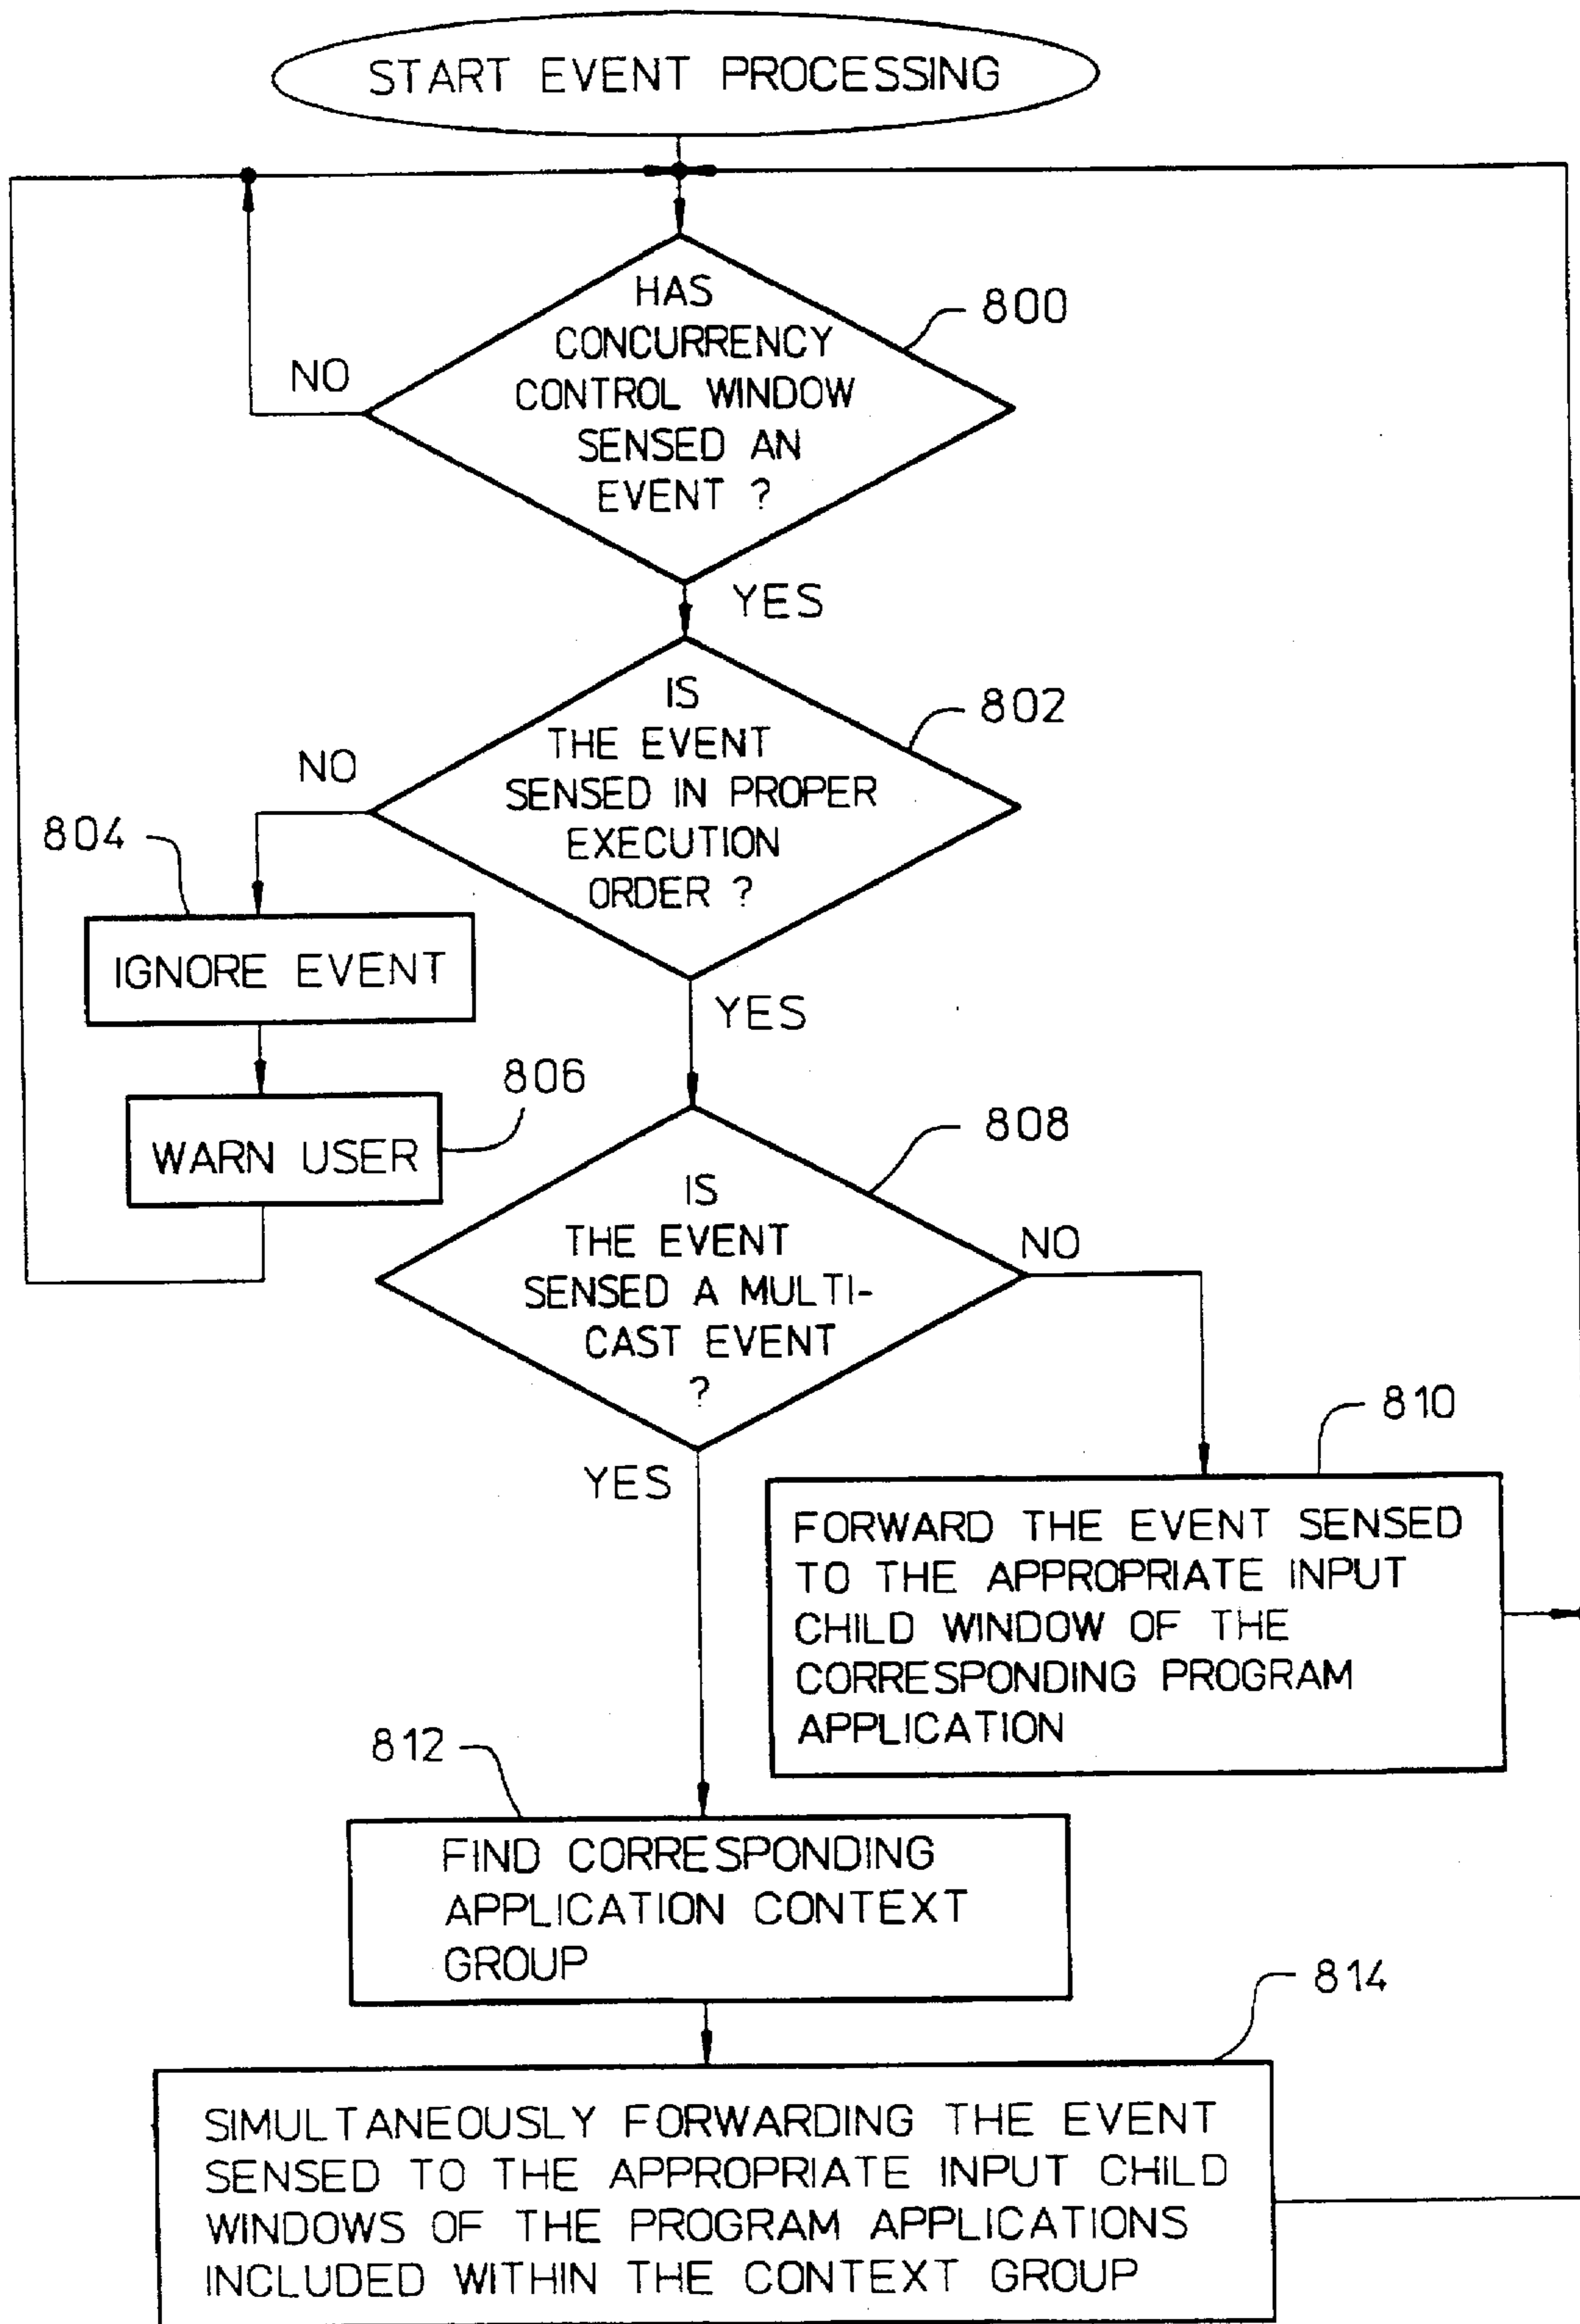 START EVENT PROCESSING
HAS
CONCURRENCY
CONTROL WINDOW
SENSED AN
EVENT ?
800
NO
YES
IS
THE EVENT
SENSED IN PROPER
EXECUTION
ORDER ?
802
NO
804
IGNORE EVENT
YES
806
WARN USER
808
IS
THE EVENT
SENSED A MULTI-
CAST EVENT
?
NO
YES
810
FORWARD THE EVENT SENSED
TO THE APPROPRIATE INPUT
CHILD WINDOW OF THE
CORRESPONDING PROGRAM
APPLICATION
812
FIND CORRESPONDING
APPLICATION CONTEXT
GROUP
814
SIMULTANEOUSLY FORWARDING THE EVENT
SENSED TO THE APPROPRIATE INPUT CHILD
WINDOWS OF THE PROGRAM APPLICATIONS
INCLUDED WITHIN THE CONTEXT GROUP